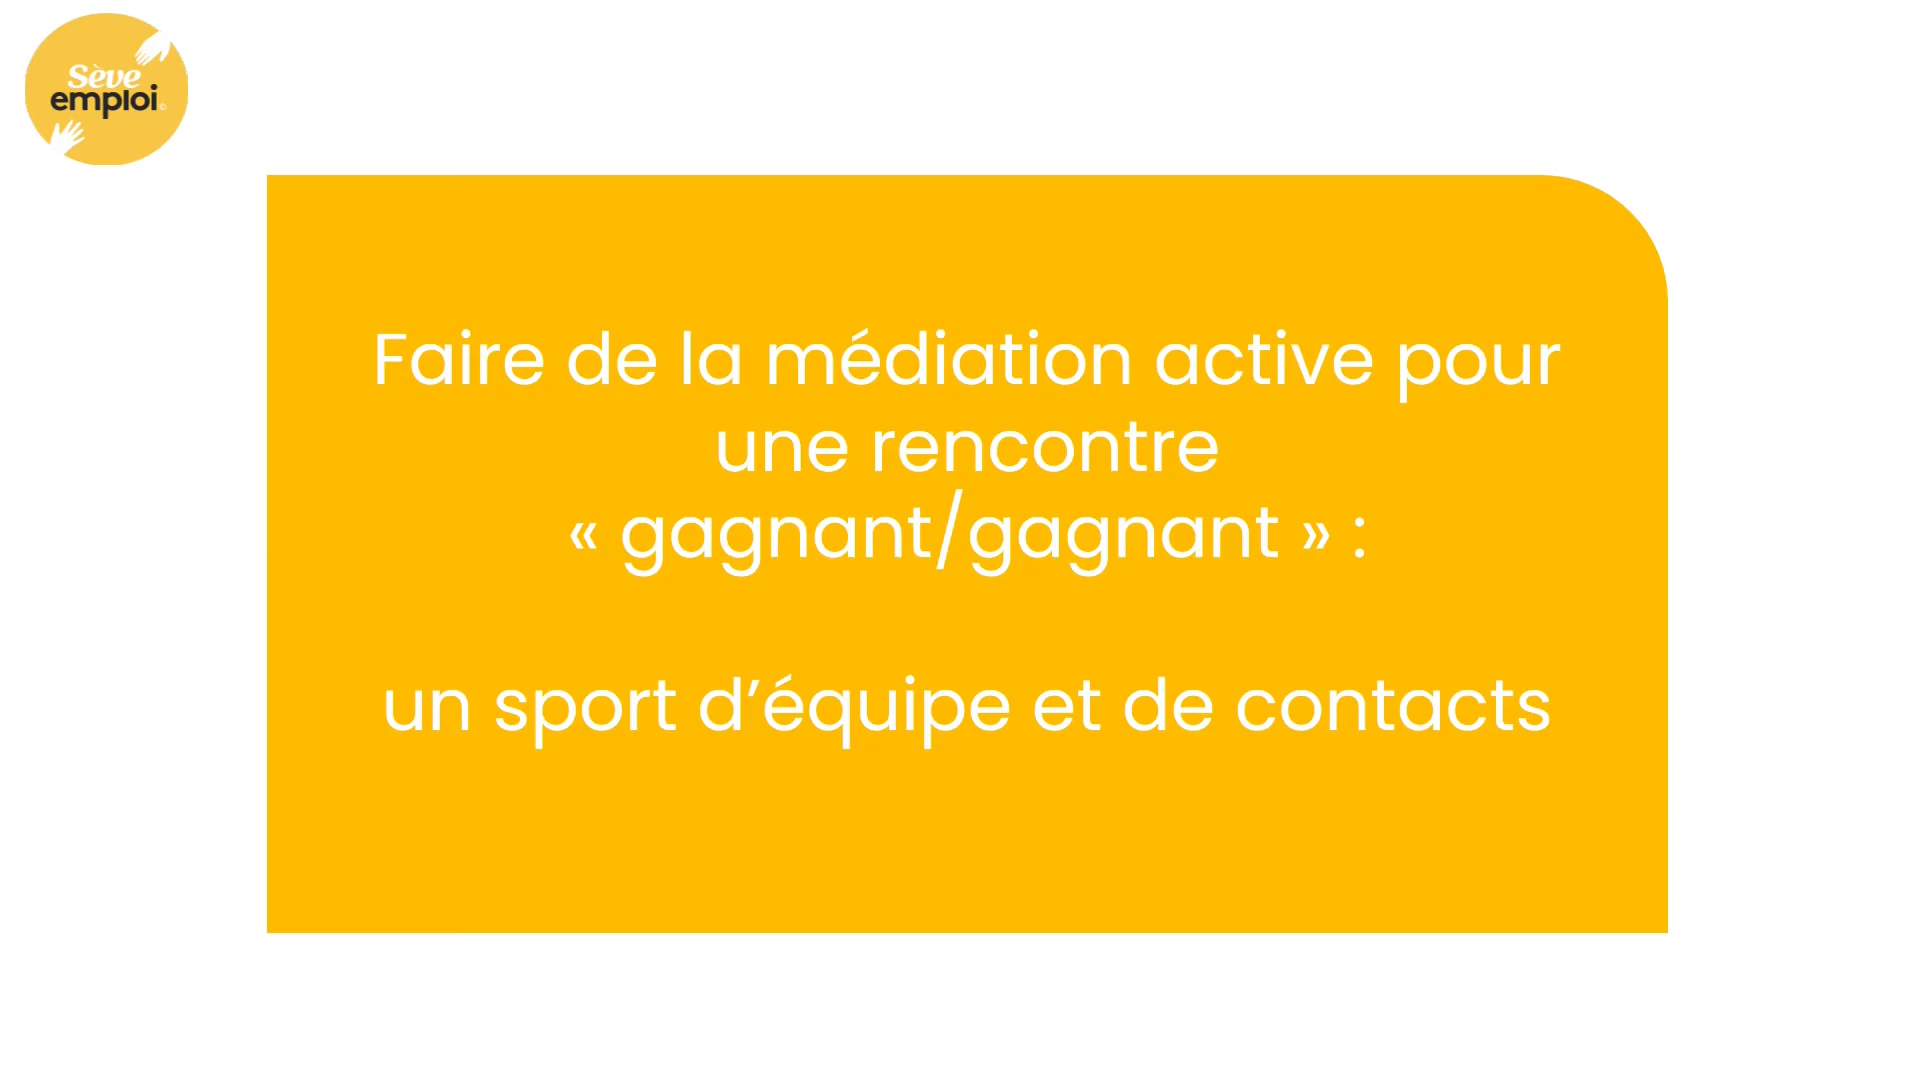 Sève
emploi
Faire de la médiation active pour
une rencontre
« gagnant/gagnant » :
un sport d’équipe et de contacts